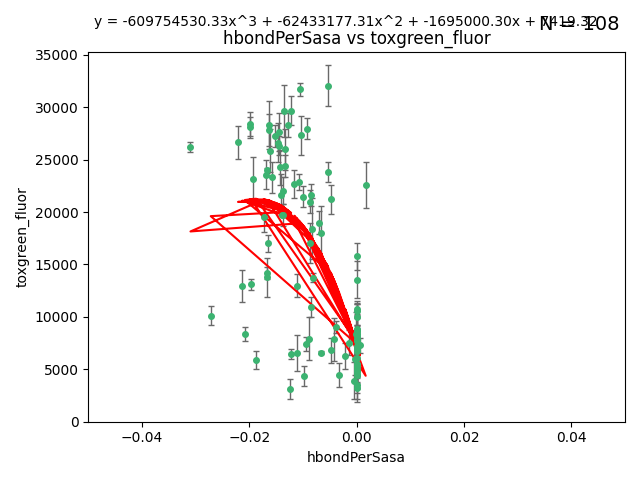 y = -609754530.33x^3 + -62433177.31x^2 + -1695000.30x + 7419.32
N = 108
hbondPerSasa vs toxgreen_fluor
35000
30000
25000
20000
15000
10000
5000
0
toxgreen_fluor
−0.04
−0.02
0.00
0.02
0.04
hbondPerSasa